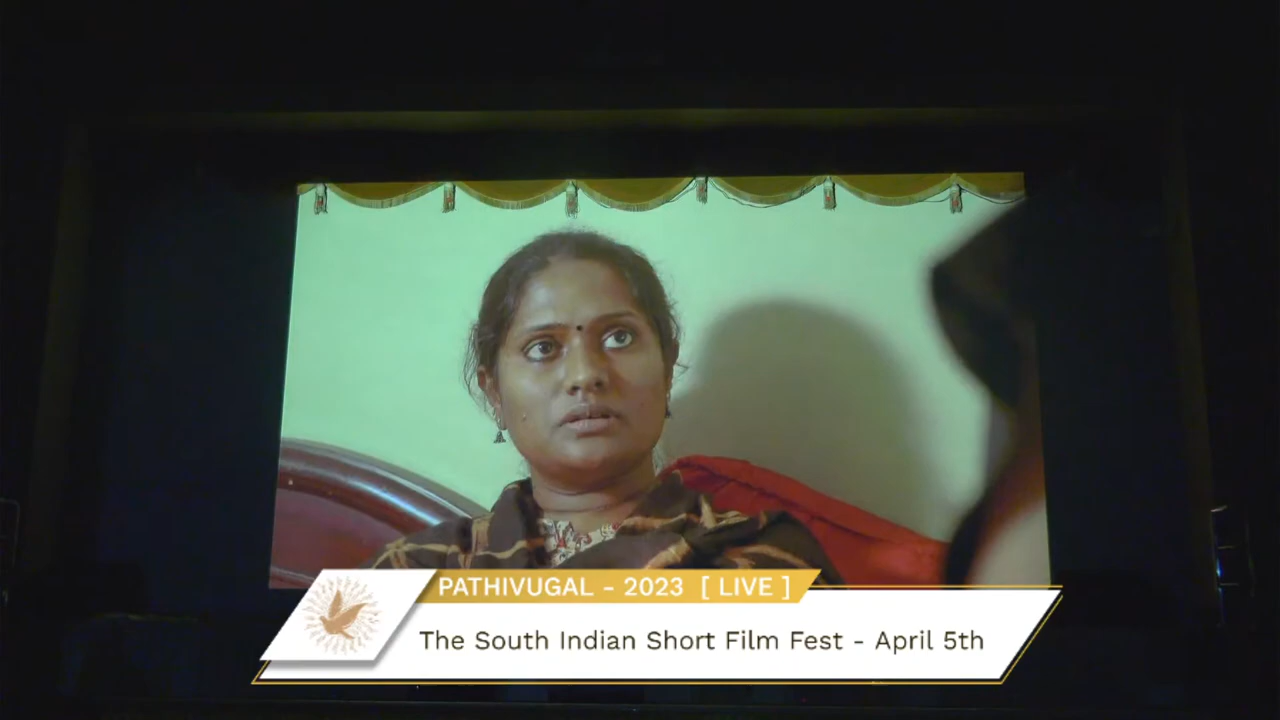 PATHIVUGAL - 2023 [ LIVE ]
The South Indian Short Film Fest - April 5th